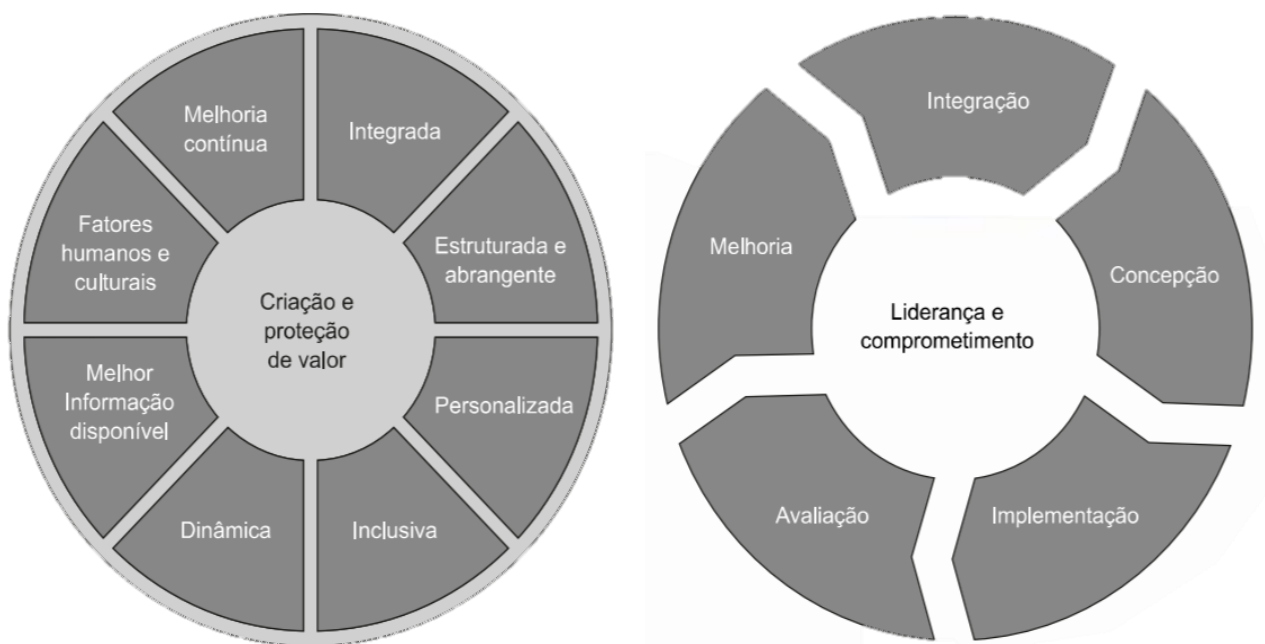 Melhoria
contínua
Integrada
Estruturada e
abrangente
Personalizada
Inclusiva
Dinâmica
Melhor
Informação
disponível
Fatores
humanos e
culturais
Criação e
proteção
de valor
Integração
Concepção
Implementação
Avaliação
Melhoria
Liderança e
comprometimento